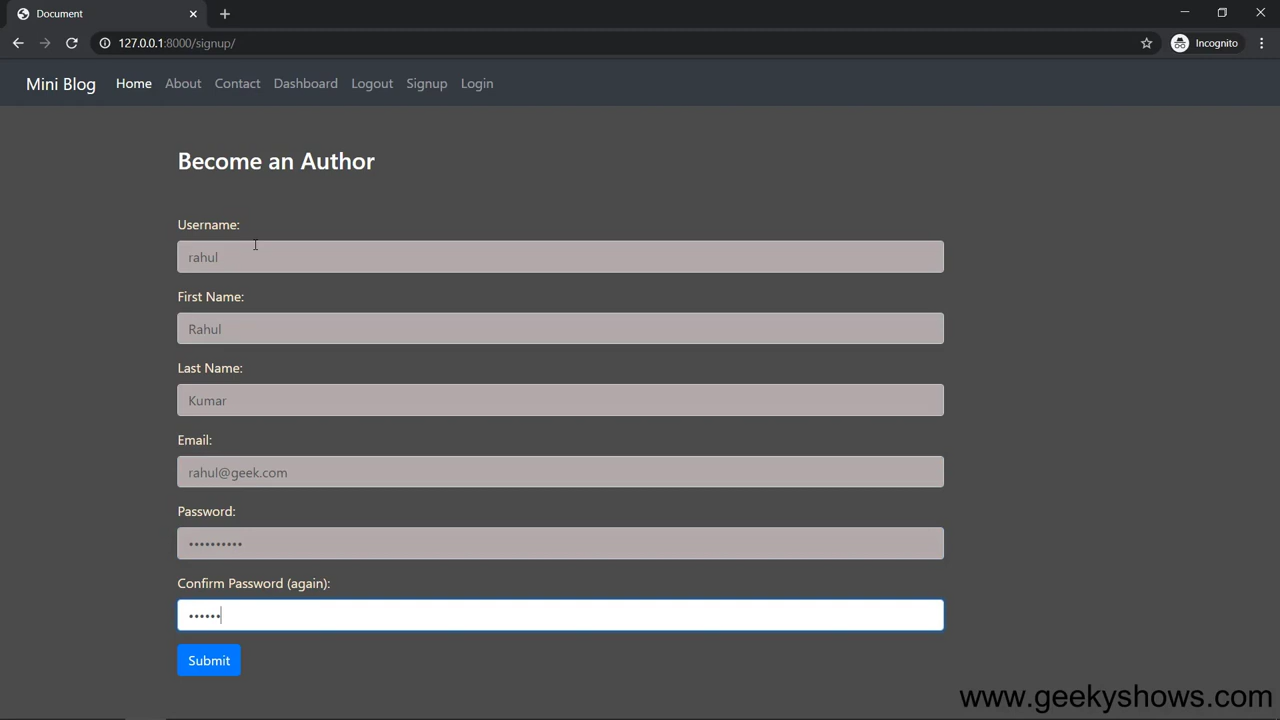 Document
127.0.0.1:8000/signup/
Incognito
Mini Blog Home About Contact Dashboard Logout Signup Login
Become an Author
Username:
rahul
First Name:
Rahul
Last Name:
Kumar
Email:
rahul@geek.com
Password:
••••••••••
Confirm Password (again):
••••••
Submit
www.geekyshows.com